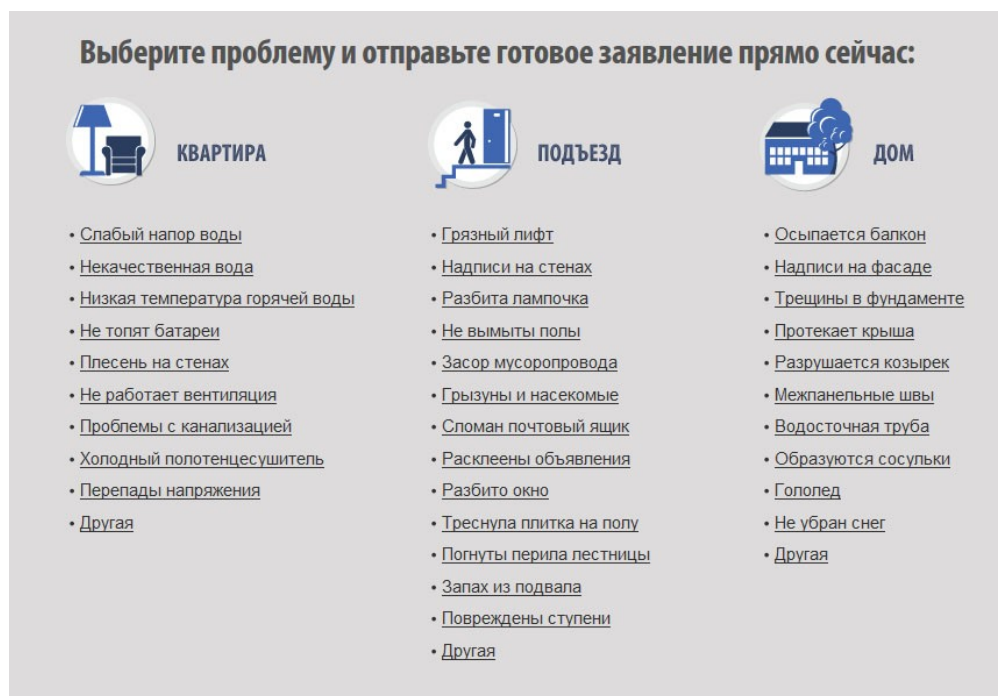 Выберите проблему и отправьте готовое заявление прямо сейчас:
КВАРТИРА
• Слабый напор воды
• Некачественная вода
• Низкая температура горячей воды
• Не топят батареи
• Плесень на стенах
• Не работает вентиляция
• Проблемы с канализацией
• Холодный полотенцесушитель
• Перепады напряжения
• Другая
ПОДЪЕЗД
• Грязный лифт
• Надписи на стенах
• Разбита лампочка
• Не вымыты полы
• Засор мусоропровода
• Грызуны и насекомые
• Сломан почтовый ящик
• Расклеены объявления
• Разбито окно
• Треснула плитка на полу
• Погнуты перила лестницы
• Запах из подвала
• Повреждены ступени
• Другая
ДОМ
• Осыпается балкон
• Надписи на фасаде
• Трещины в фундаменте
• Протекает крыша
• Разрушается козырек
• Межпанельные швы
• Водосточная труба
• Образуются сосульки
• Гололед
• Не убран снег
• Другая